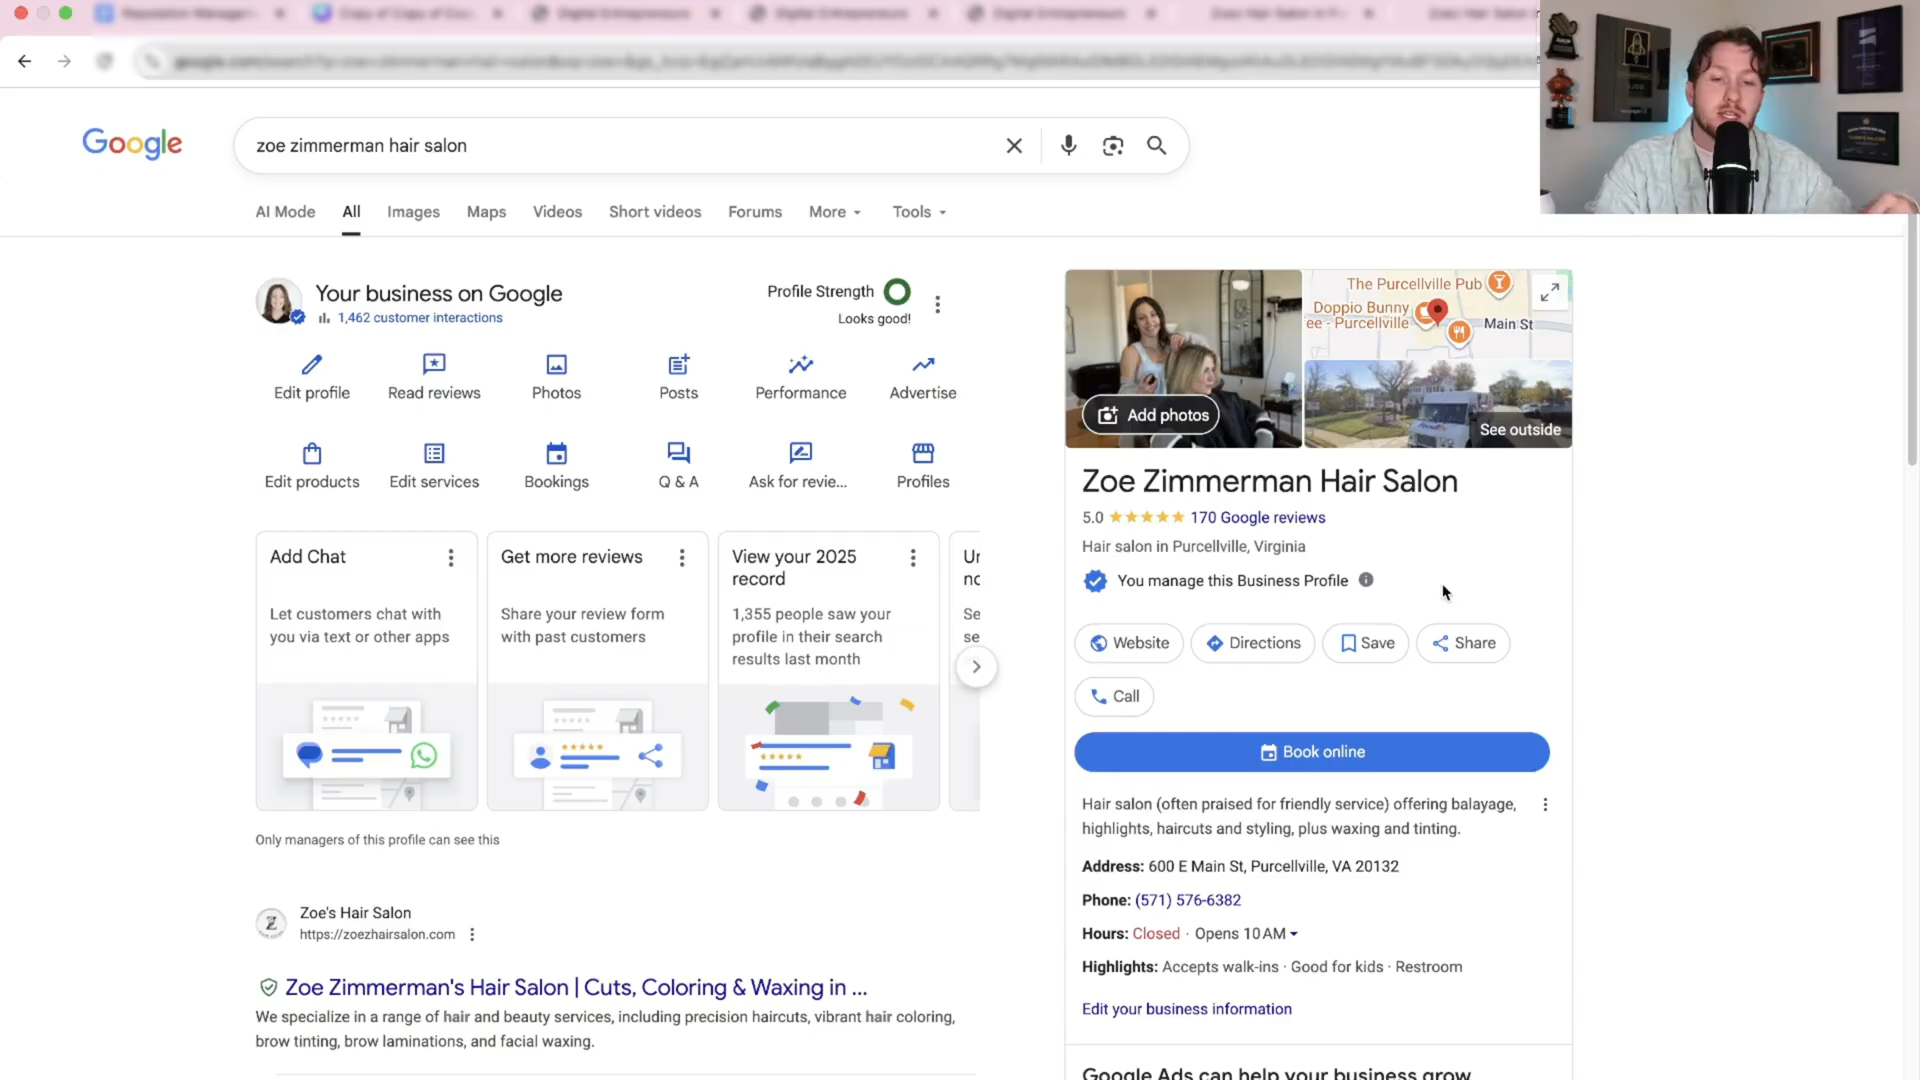 Google
zoe zimmerman hair salon
AI Mode
All
Images
Maps
Videos
Short videos
Forums
More
Tools
Your business on Google
1,462 customer interactions
Profile Strength
Looks good!
Edit profile
Read reviews
Photos
Posts
Performance
Advertise
Edit products
Edit services
Bookings
Q & A
Ask for revie...
Profiles
Add Chat
Let customers chat with
you via text or other apps
Get more reviews
Share your review form
with past customers
View your 2025
record
1,355 people saw your
profile in their search
results last month
Only managers of this profile can see this
Zoe's Hair Salon
https://zoezhairsalon.com
Zoe Zimmerman's Hair Salon | Cuts, Coloring & Waxing in ...
We specialize in a range of hair and beauty services, including precision haircuts, vibrant hair coloring,
brow tinting, brow laminations, and facial waxing.
Add photos
The Purcellville Pub
Doppio Bunny
ee - Purcellville
Main St
See outside
Zoe Zimmerman Hair Salon
5.0
170 Google reviews
Hair salon in Purcellville, Virginia
You manage this Business Profile
Website
Directions
Save
Share
Call
Book online
Hair salon (often praised for friendly service) offering balayage,
highlights, haircuts and styling, plus waxing and tinting.
Address: 600 E Main St, Purcellville, VA 20132
Phone: (571) 576-6382
Hours: Closed · Opens 10 AM
Highlights: Accepts walk-ins · Good for kids · Restroom
Edit your business information
Google Ads can help your business grow